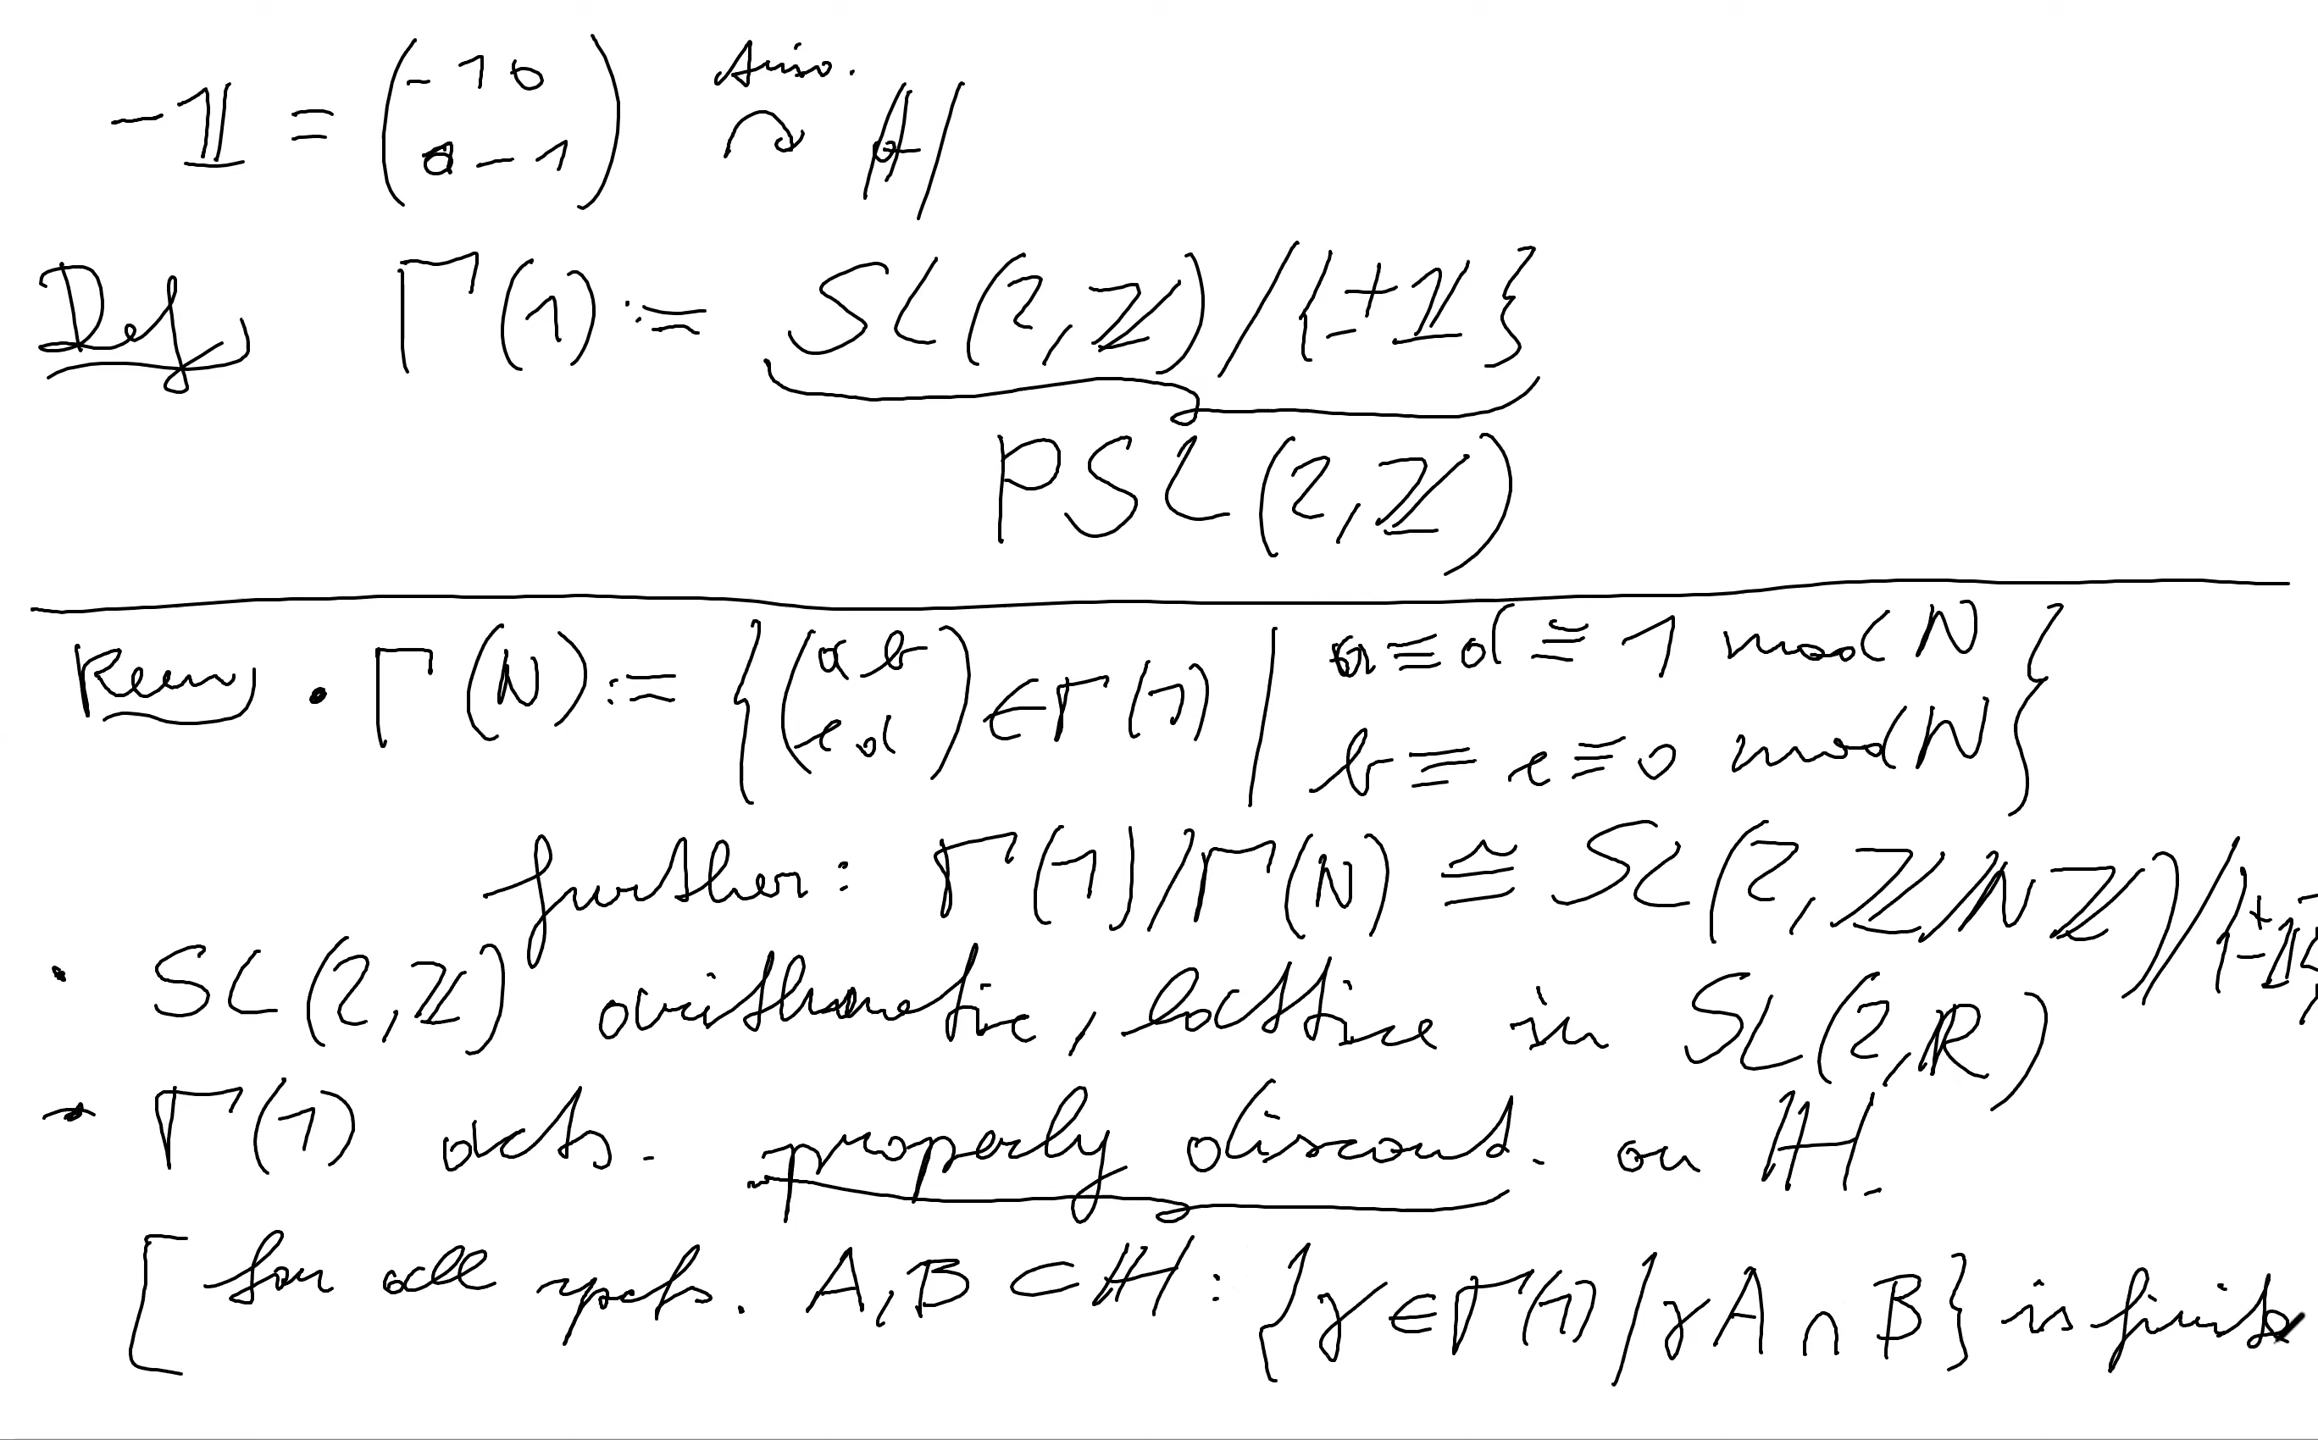 -𝟙 = (-1 0 / 0 -1) ↷ ℍ
Def Γ(1) := SL(2,ℤ)/{±𝟙}
PSL(2,ℤ)
Rem • Γ(N) := {(a b / c d) ∈ Γ(1) | a ≡ d ≡ 1 mod N
b ≡ c ≡ 0 mod N}
further: Γ(1)/Γ(N) ≅ SL(2,ℤ/Nℤ)/{±𝟙}
• SL(2,ℤ) arithmetic, lattice in SL(2,ℝ)
• Γ(1) acts. properly discont. on ℍ.
[for all cpct. A,B ⊂ ℍ: {γ ∈ Γ(1) | γA ∩ B} is finite